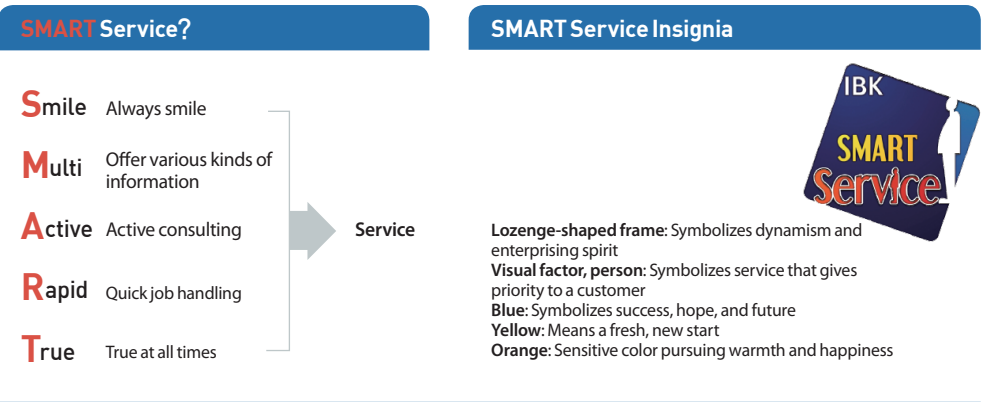 SMART Service?
Smile Always smile
Multi Offer various kinds of
information
Active Active consulting
Rapid Quick job handling
True True at all times
Service
SMART Service Insignia
IBK
SMART
Service
Lozenge-shaped frame: Symbolizes dynamism and
enterprising spirit
Visual factor, person: Symbolizes service that gives
priority to a customer
Blue: Symbolizes success, hope, and future
Yellow: Means a fresh, new start
Orange: Sensitive color pursuing warmth and happiness